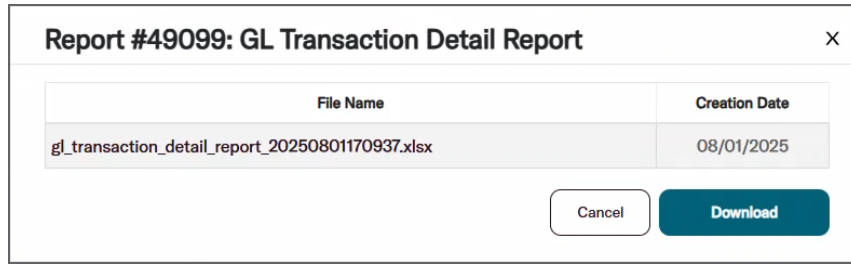 Report #49099: GL Transaction Detail Report
X
File Name Creation Date
gl_transaction_detail_report_20250801170937.xlsx 08/01/2025
Cancel Download